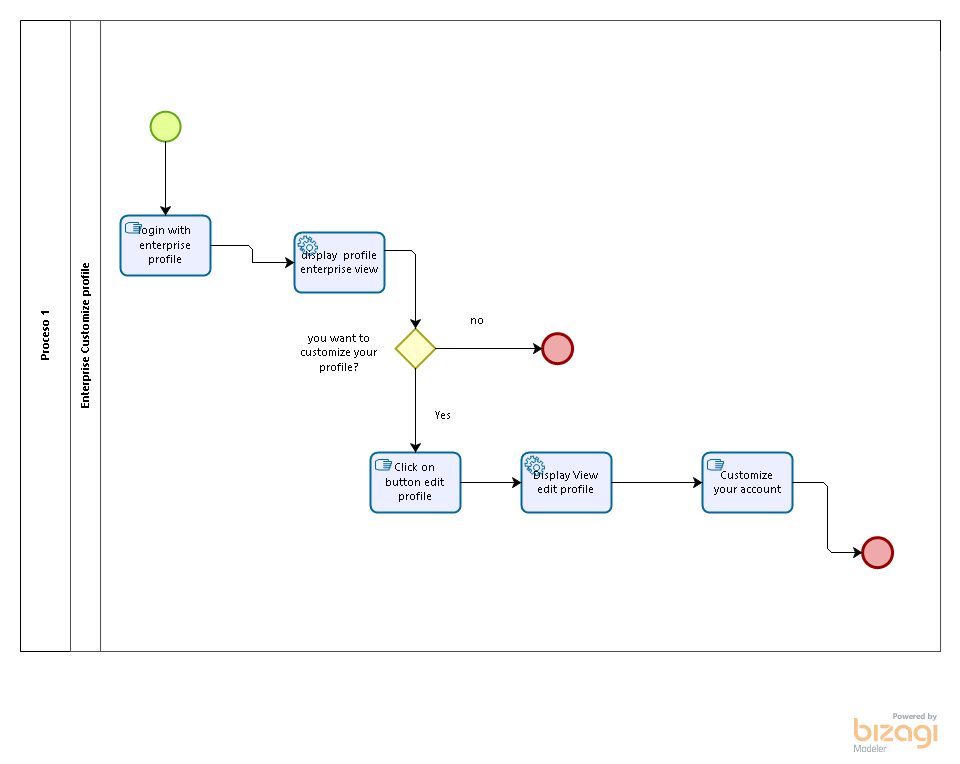 Proceso 1
Enterprise Customize profile
login with
enterprise
profile
display profile
enterprise view
you want to
customize your
profile?
no
Yes
Click on
button edit
profile
Display View
edit profile
Customize
your account
Powered by
bizagi
Modeler